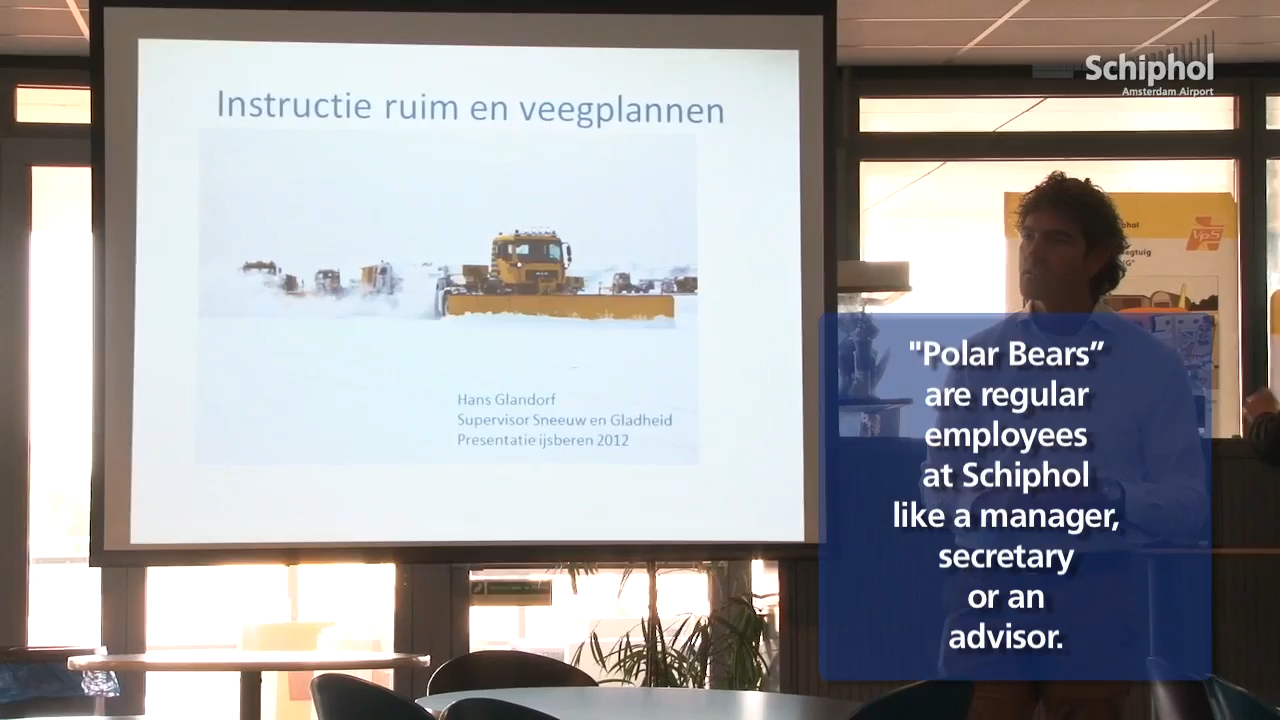 Instructie ruim en veegplannen
Hans Glandorf
Supervisor Sneeuw en Gladheid
Presentatie ijsberen 2012
Schiphol
Amsterdam Airport
VPS
"Polar Bears”
are regular
employees
at Schiphol
like a manager,
secretary
or an
advisor.